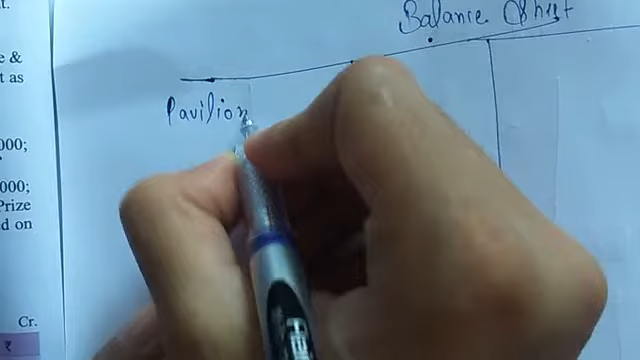 Balance Sheet
t.
e &
t as
000;
000;
Prize
d on
Cr.
₹
Pavilion